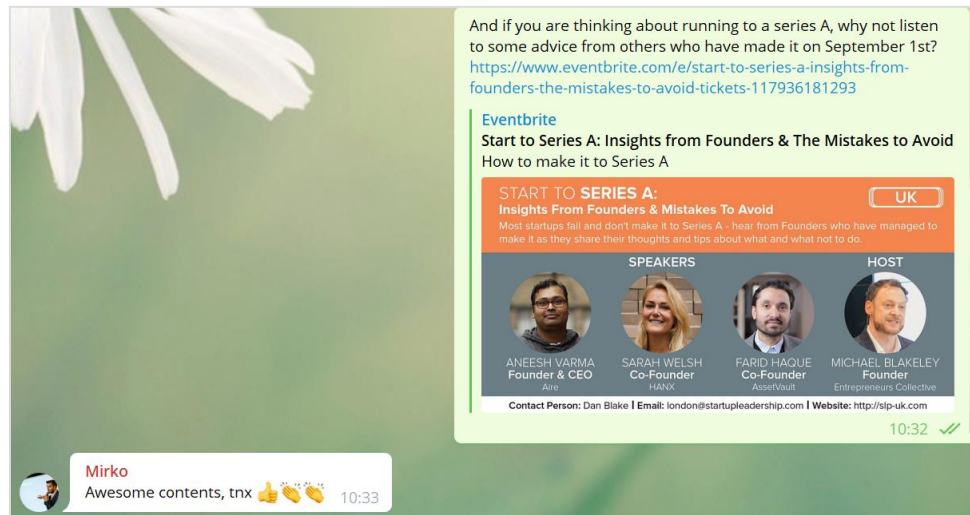 And if you are thinking about running to a series A, why not listen
to some advice from others who have made it on September 1st?
https://www.eventbrite.com/e/start-to-series-a-insights-from-
founders-the-mistakes-to-avoid-tickets-117936181293
Eventbrite
Start to Series A: Insights from Founders & The Mistakes to Avoid
How to make it to Series A
START TO SERIES A:
UK
Insights From Founders & Mistakes To Avoid
Most startups fail and don't make it to Series A - hear from Founders who have managed to
make it as they share their thoughts and tips about what and what not to do.
SPEAKERS
HOST
ANEESH VARMA
Founder & CEO
Aire
SARAH WELSH
Co-Founder
HANX
FARID HAQUE
Co-Founder
AssetVault
MICHAEL BLAKELEY
Founder
Entrepreneurs Collective
Contact Person: Dan Blake | Email: london@startupleadership.com | Website: http://slp-uk.com
10:32
Mirko
Awesome contents, tnx 👍👏👏 10:33